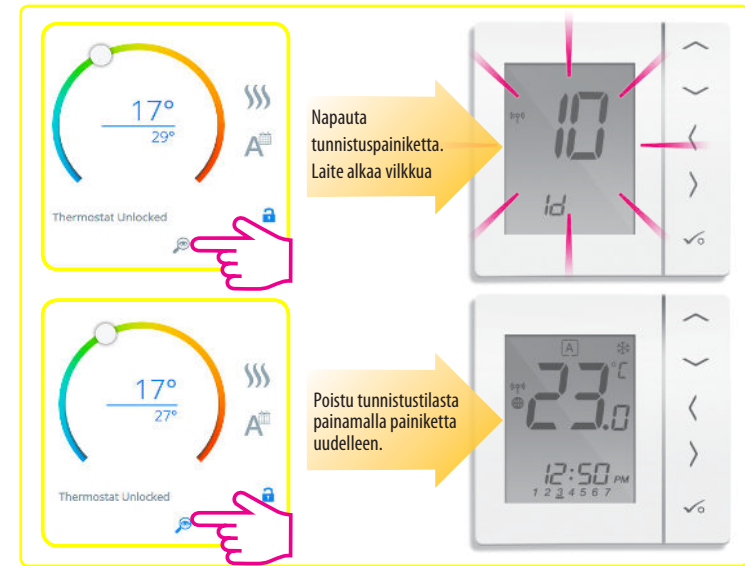 17°
29°
A
Thermostat Unlocked
Napauta
tunnistuspainiketta.
Laite alkaa vilkkua
10
Id
17°
27°
A
Thermostat Unlocked
Poistu tunnistustilasta
painamalla painiketta
uudelleen.
A
23.0 °C
12:50 PM
1 2 3 4 5 6 7